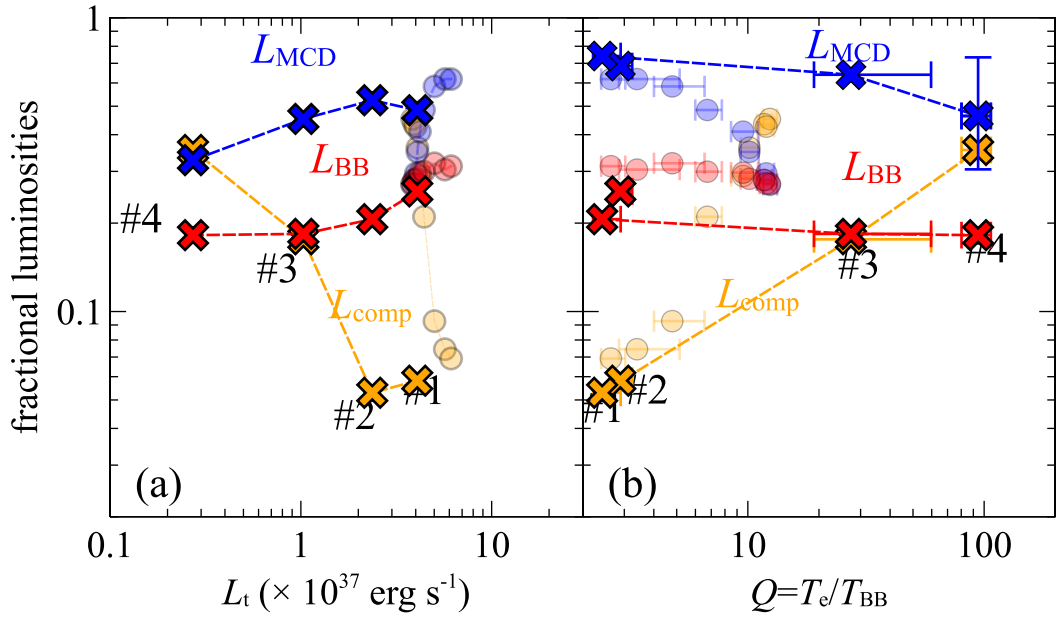 1
0.1
fractional luminosities
L_MCD
L_BB
L_comp
#4
#3
#2
#1
(a)
0.1
1
10
L_t (× 10^37 erg s^-1)
L_MCD
L_BB
L_comp
#3
#4
#1
#2
(b)
10
100
Q=T_e/T_BB